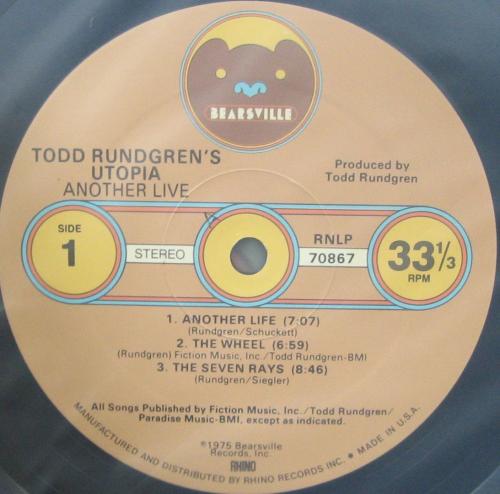 BEARSVILLE
TODD RUNDGREN'S
UTOPIA
ANOTHER LIVE
Produced by
Todd Rundgren
SIDE
1
STEREO
RNLP
70867
33 1/3
RPM
1. ANOTHER LIFE (7:07)
(Rundgren/Schuckett)
2. THE WHEEL (6:59)
(Rundgren) Fiction Music, Inc./Todd Rundgren-BMI)
3. THE SEVEN RAYS (8:46)
(Rundgren/Siegler)
All Songs Published by Fiction Music, Inc./Todd Rundgren/
Paradise Music-BMI, except as indicated.
©1975 Bearsville
Records, Inc.
RHINO
MANUFACTURED AND DISTRIBUTED BY RHINO RECORDS INC. • MADE IN U.S.A.